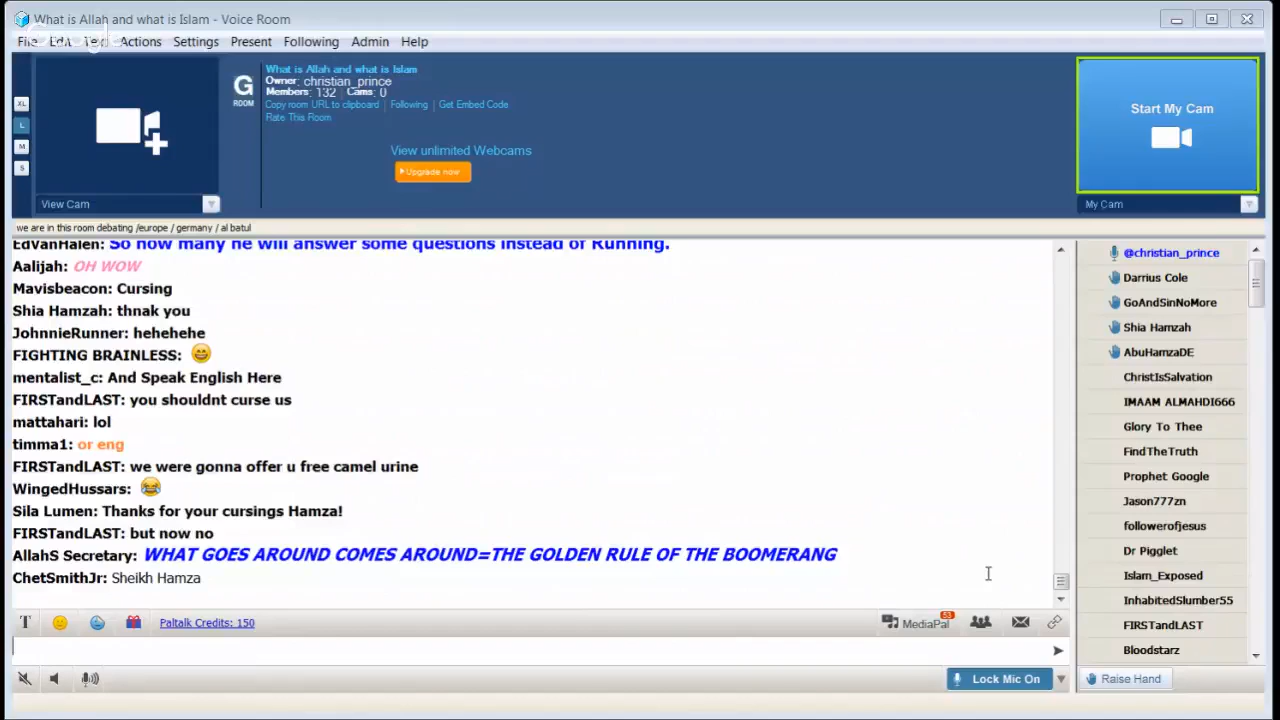 What is Allah and what is Islam - Voice Room
Google
File Edit Text Actions Settings Present Following Admin Help
XL
L
M
S
G
ROOM
What is Allah and what is Islam
Owner: christian_prince
Members: 132 Cams: 0
Copy room URL to clipboard | Following | Get Embed Code
Rate This Room
View unlimited Webcams
Upgrade now
Start My Cam
View Cam
My Cam
we are in this room debating /europe / germany / al batul
EdVanHalen: So how many he will answer some questions instead of Running.
Aalijah: OH WOW
Mavisbeacon: Cursing
Shia Hamzah: thnak you
JohnnieRunner: hehehehe
FIGHTING BRAINLESS: 😄
mentalist_c: And Speak English Here
FIRSTandLAST: you shouldnt curse us
mattahari: lol
timma1: or eng
FIRSTandLAST: we were gonna offer u free camel urine
WingedHussars: 😂
Sila Lumen: Thanks for your cursings Hamza!
FIRSTandLAST: but now no
AllahS Secretary: WHAT GOES AROUND COMES AROUND=THE GOLDEN RULE OF THE BOOMERANG
ChetSmithJr: Sheikh Hamza
@christian_prince
Darrius Cole
GoAndSinNoMore
Shia Hamzah
AbuHamzaDE
ChristIsSalvation
IMAAM ALMAHDI666
Glory To Thee
FindTheTruth
Prophet Google
Jason777zn
followerofjesus
Dr Pigglet
Islam_Exposed
InhabitedSlumber55
FIRSTandLAST
Bloodstarz
T
Paltalk Credits: 150
MediaPal 53
Lock Mic On
Raise Hand